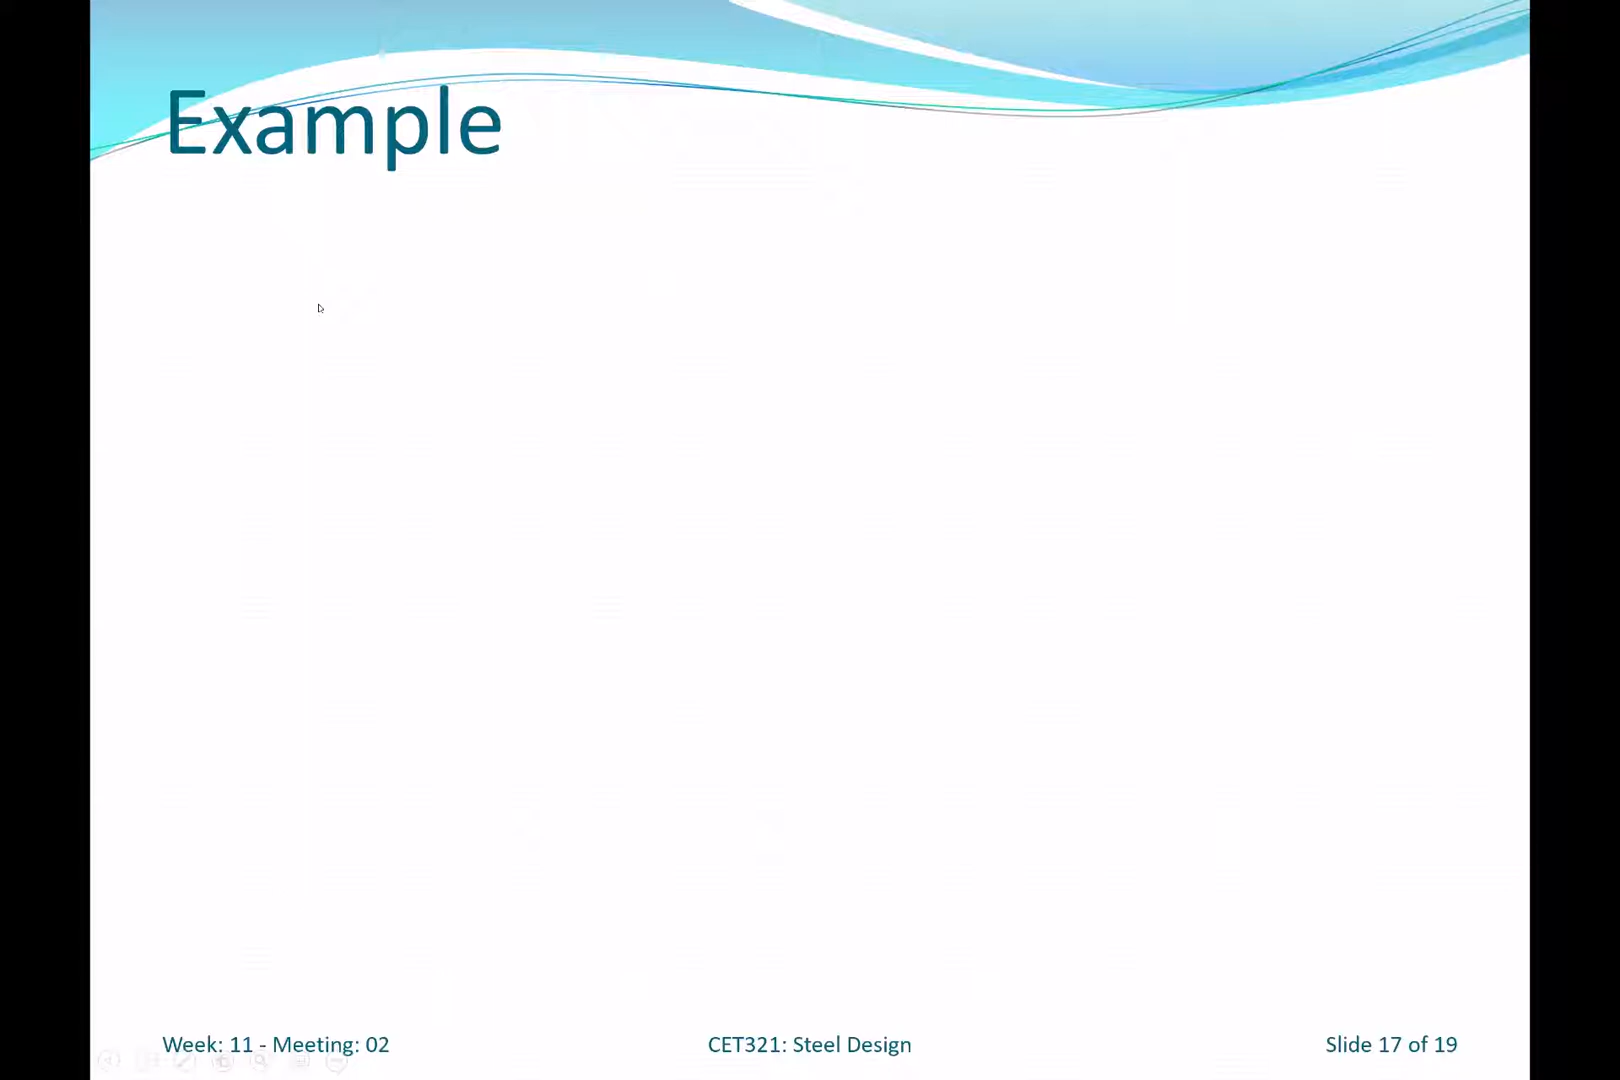 Example
Week: 11 - Meeting: 02
CET321: Steel Design
Slide 17 of 19